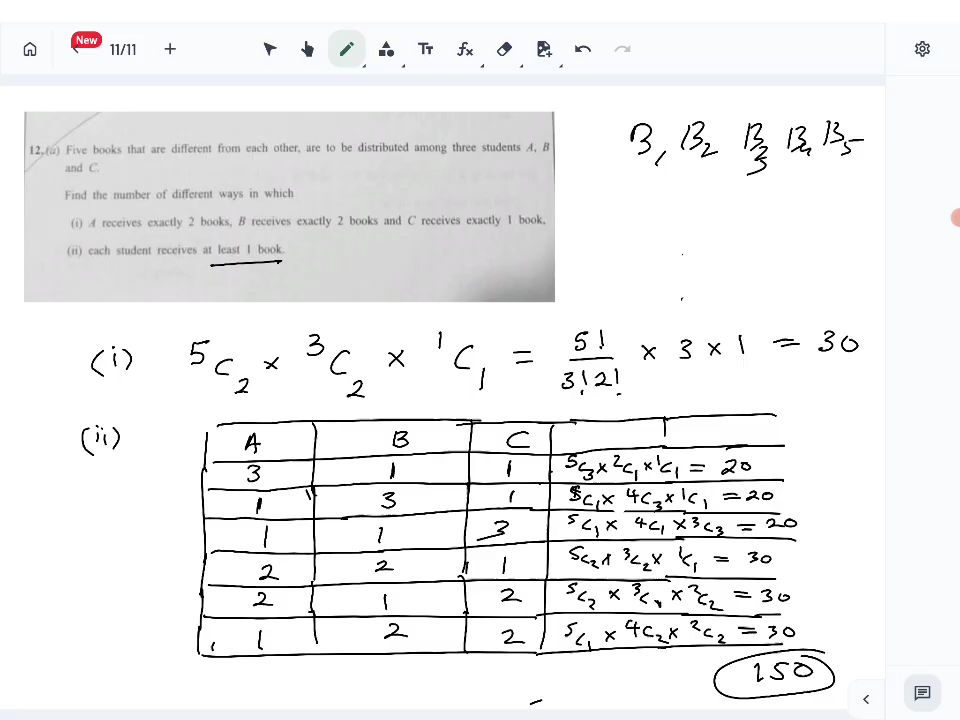 New
11/11
Tт
fx
12.(a) Five books that are different from each other, are to be distributed among three students A, B
and C.
Find the number of different ways in which
(i) A receives exactly 2 books, B receives exactly 2 books and C receives exactly 1 book,
(ii) each student receives at least 1 book.
B₁ B₂ B₃ B₄ B₅
(i) ⁵C₂ × ³C₂ × ¹C₁ = 5!/3!2! × 3 × 1 = 30
(ii)
A B C
3 1 1 ⁵C₃ × ²C₁ × ¹C₁ = 20
1 3 1 ⁵C₁ × ⁴C₃ × ¹C₁ = 20
1 1 3 ⁵C₁ × ⁴C₁ × ³C₃ = 20
2 2 1 ⁵C₂ × ³C₂ × ¹C₁ = 30
2 1 2 ⁵C₂ × ³C₁ × ²C₂ = 30
1 2 2 ⁵C₁ × ⁴C₂ × ²C₂ = 30
150